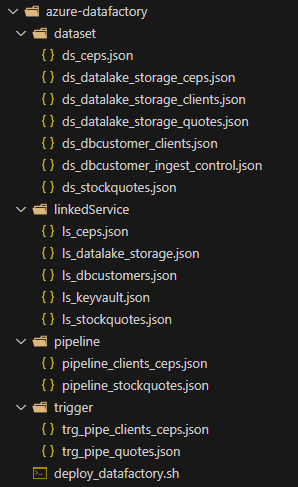 azure-datafactory
dataset
{ } ds_ceps.json
{ } ds_datalake_storage_ceps.json
{ } ds_datalake_storage_clients.json
{ } ds_datalake_storage_quotes.json
{ } ds_dbcustomer_clients.json
{ } ds_dbcustomer_ingest_control.json
{ } ds_stockquotes.json
linkedService
{ } ls_ceps.json
{ } ls_datalake_storage.json
{ } ls_dbcustomers.json
{ } ls_keyvault.json
{ } ls_stockquotes.json
pipeline
{ } pipeline_clients_ceps.json
{ } pipeline_stockquotes.json
trigger
{ } trg_pipe_clients_ceps.json
{ } trg_pipe_quotes.json
deploy_datafactory.sh